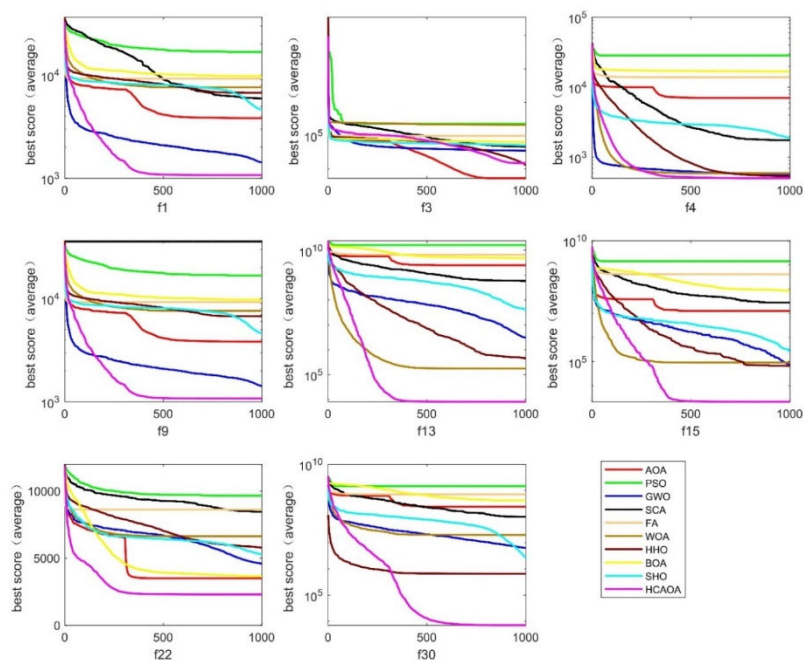 best score（average）
10^4
10^3
0 500 1000
f1
best score（average）
10^5
0 500 1000
f3
best score（average）
10^5
10^4
10^3
0 500 1000
f4
best score（average）
10^4
10^3
0 500 1000
f9
best score（average）
10^10
10^5
0 500 1000
f13
best score（average）
10^10
10^5
0 500 1000
f15
best score（average）
10000
5000
0
0 500 1000
f22
best score（average）
10^10
10^5
0 500 1000
f30
AOA
PSO
GWO
SCA
FA
WOA
HHO
BOA
SHO
HCAOA